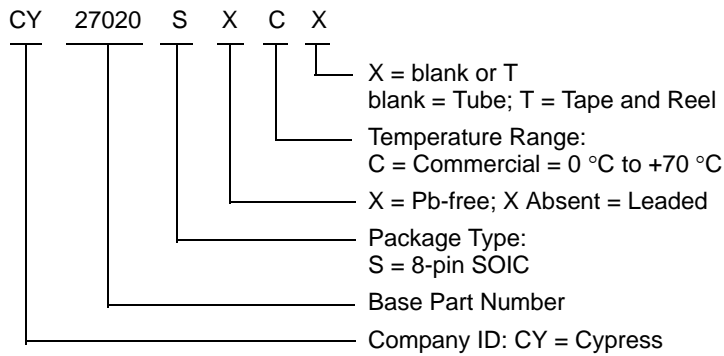 CY 27020 S X C X
X = blank or T
blank = Tube; T = Tape and Reel
Temperature Range:
C = Commercial = 0 °C to +70 °C
X = Pb-free; X Absent = Leaded
Package Type:
S = 8-pin SOIC
Base Part Number
Company ID: CY = Cypress